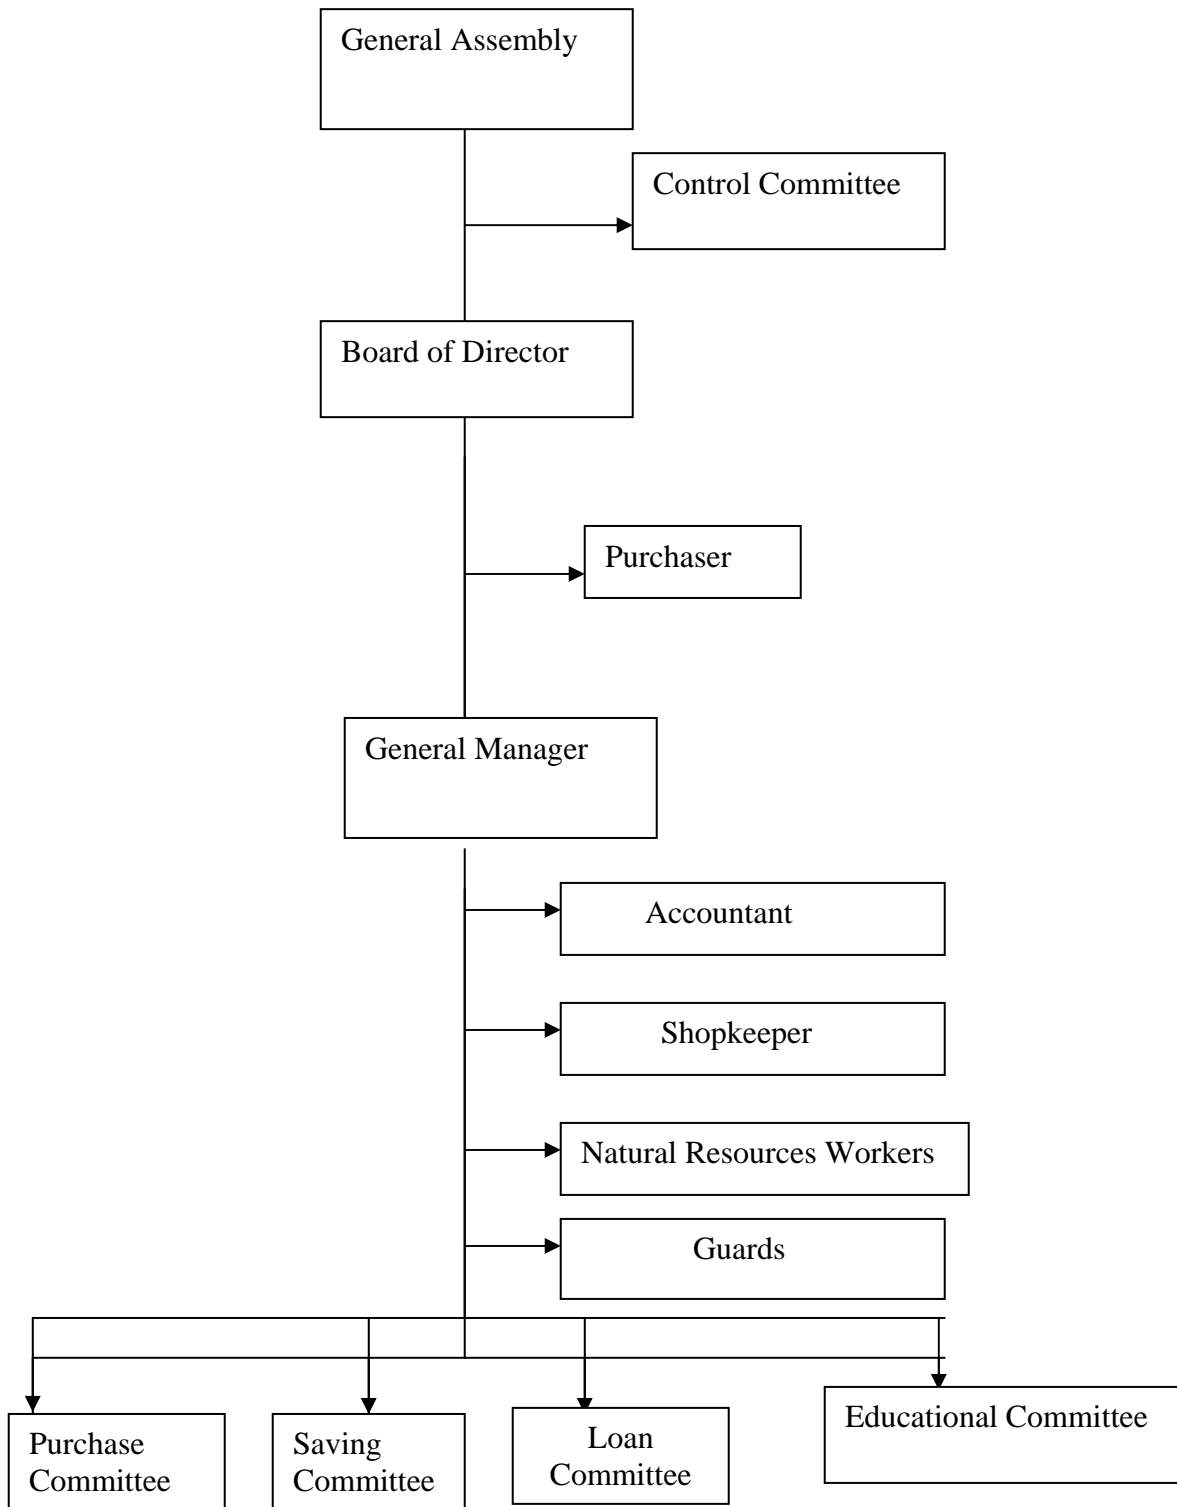 General Assembly
Control Committee
Board of Director
Purchaser
General Manager
Accountant
Shopkeeper
Natural Resources Workers
Guards
Purchase
Committee
Saving
Committee
Loan
Committee
Educational Committee